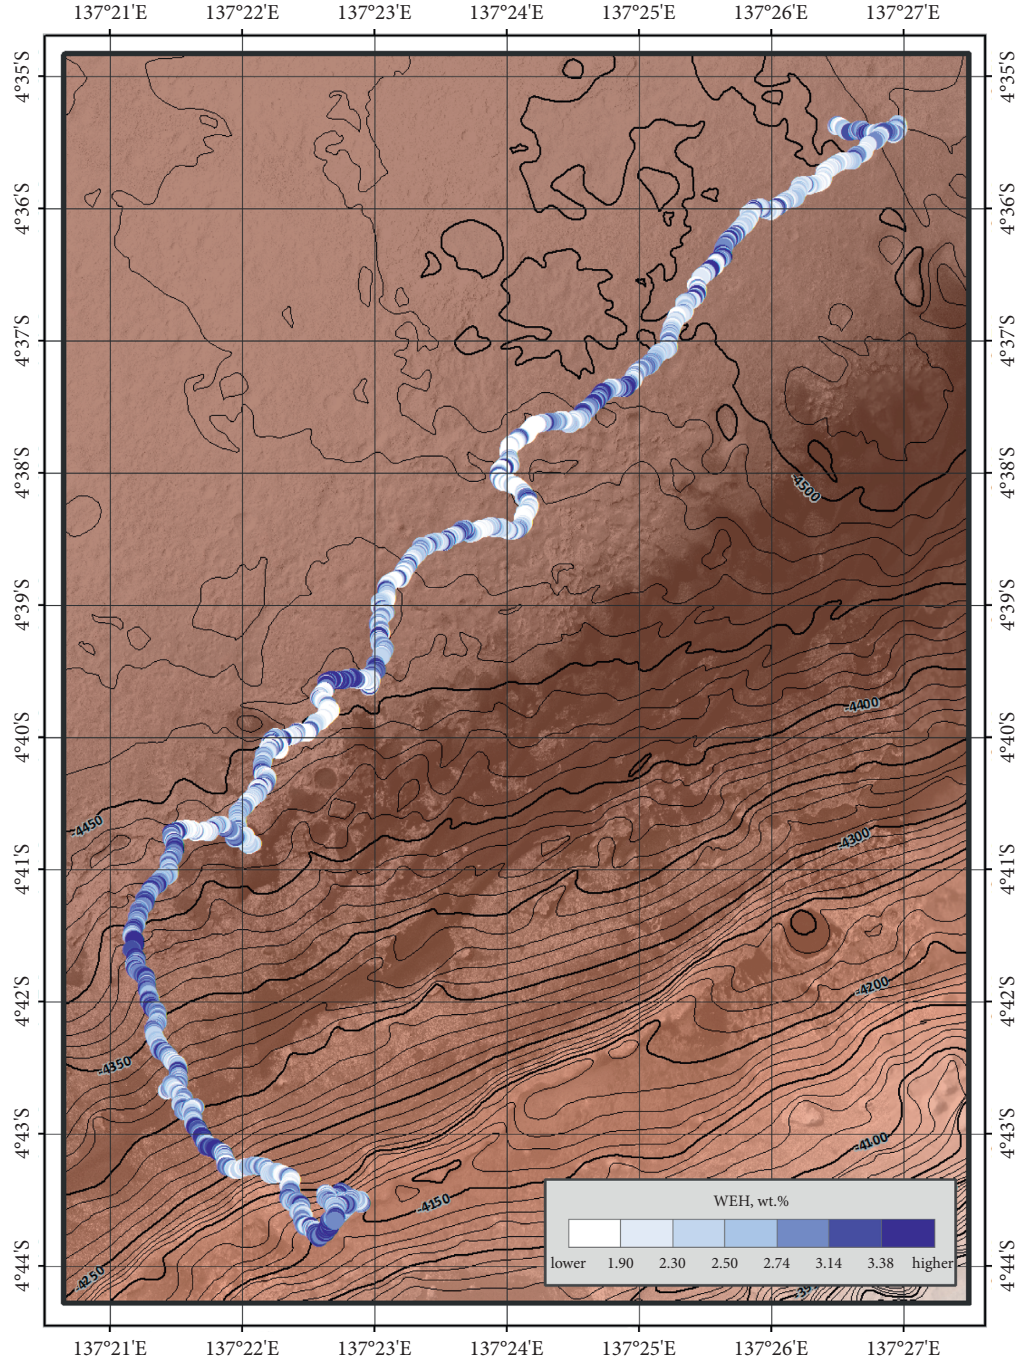 137°21'E 137°22'E 137°23'E 137°24'E 137°25'E 137°26'E 137°27'E
4°35'S 4°35'S
4°36'S 4°36'S
4°37'S 4°37'S
4°38'S 4°38'S
-4500
4°39'S 4°39'S
-4400
4°40'S 4°40'S
-4450
-4300
4°41'S 4°41'S
-4200
4°42'S 4°42'S
-4350
4°43'S 4°43'S
-4100
-4150
WEH, wt.%
lower 1.90 2.30 2.50 2.74 3.14 3.38 higher
4°44'S 4°44'S
-4250
137°21'E 137°22'E 137°23'E 137°24'E 137°25'E 137°26'E 137°27'E